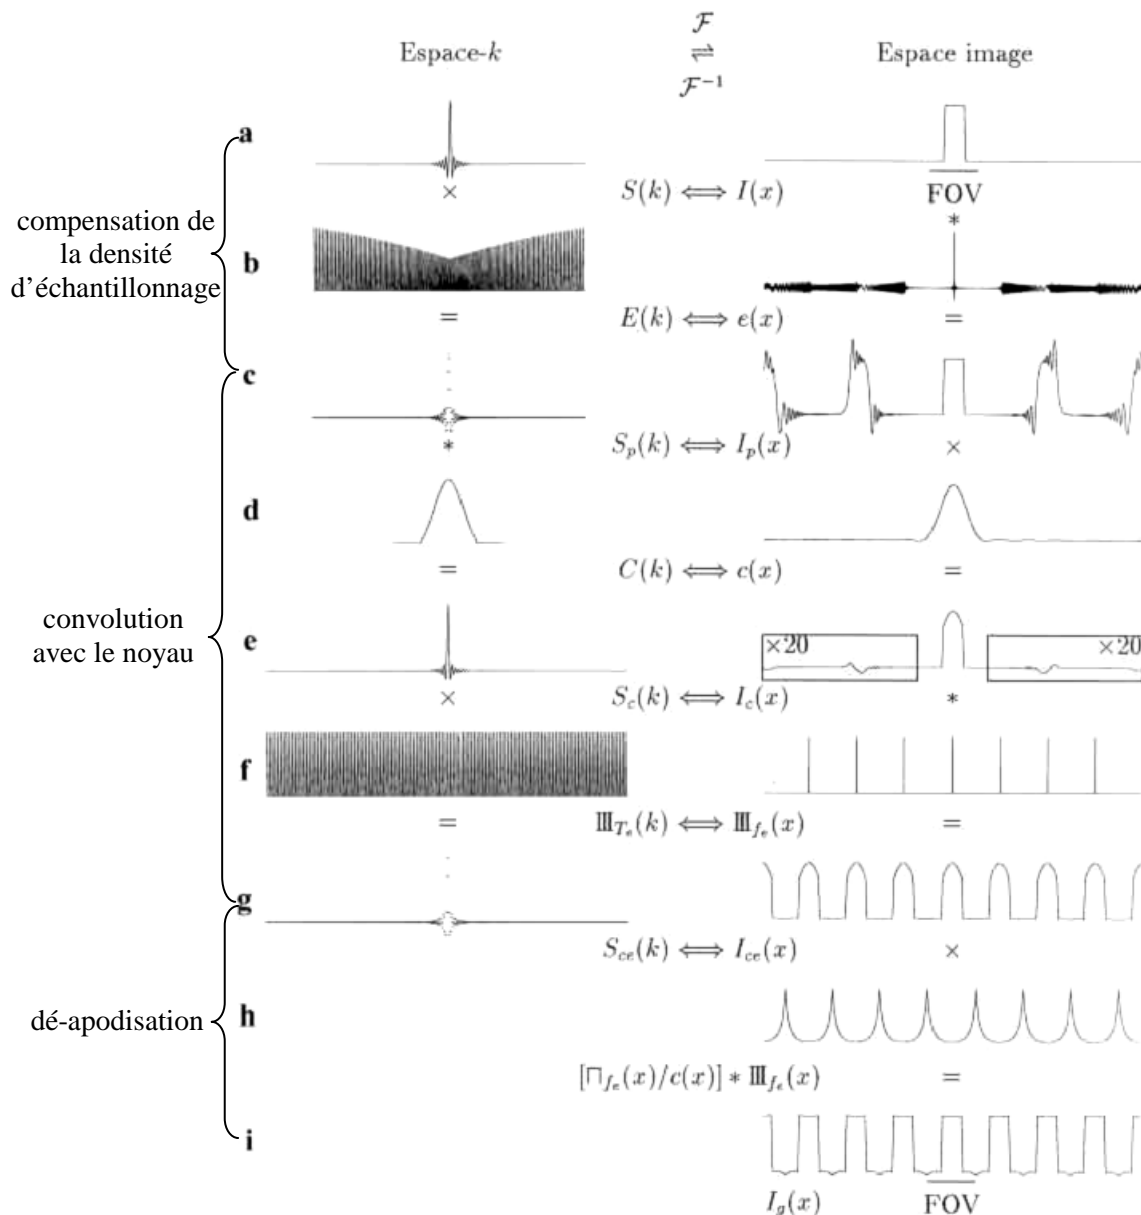 Espace-k
ℱ
⇌
ℱ⁻¹
Espace image
a
S(k) ⟺ I(x)
FOV
×
*
compensation de
la densité
d'échantillonnage
b
=
E(k) ⟺ e(x)
=
c
*
S_p(k) ⟺ I_p(x)
×
d
=
C(k) ⟺ c(x)
=
convolution
avec le noyau
e
×20
×20
×
S_c(k) ⟺ I_c(x)
*
f
=
Ш_{T_e}(k) ⟺ Ш_{f_e}(x)
=
g
S_{ce}(k) ⟺ I_{ce}(x)
×
dé-apodisation
h
[⊓_{f_e}(x)/c(x)] * Ш_{f_e}(x)
=
i
I_g(x)
FOV